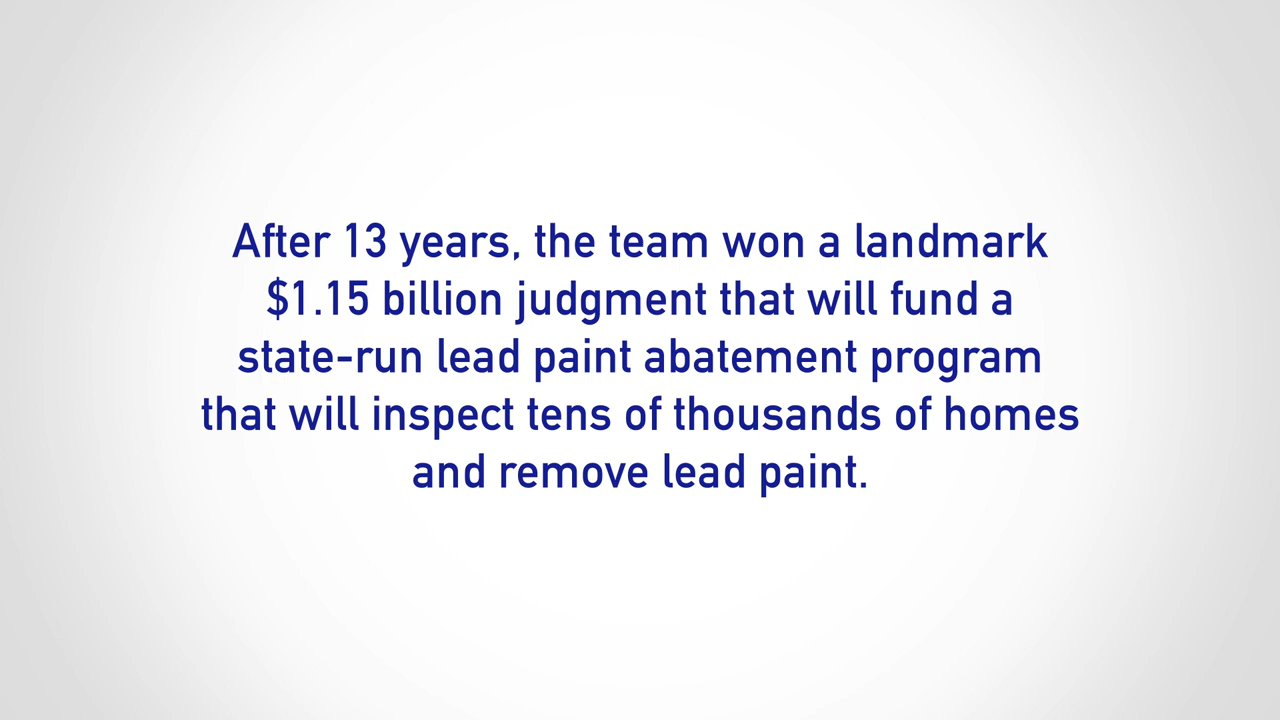 After 13 years, the team won a landmark
$1.15 billion judgment that will fund a
state-run lead paint abatement program
that will inspect tens of thousands of homes
and remove lead paint.